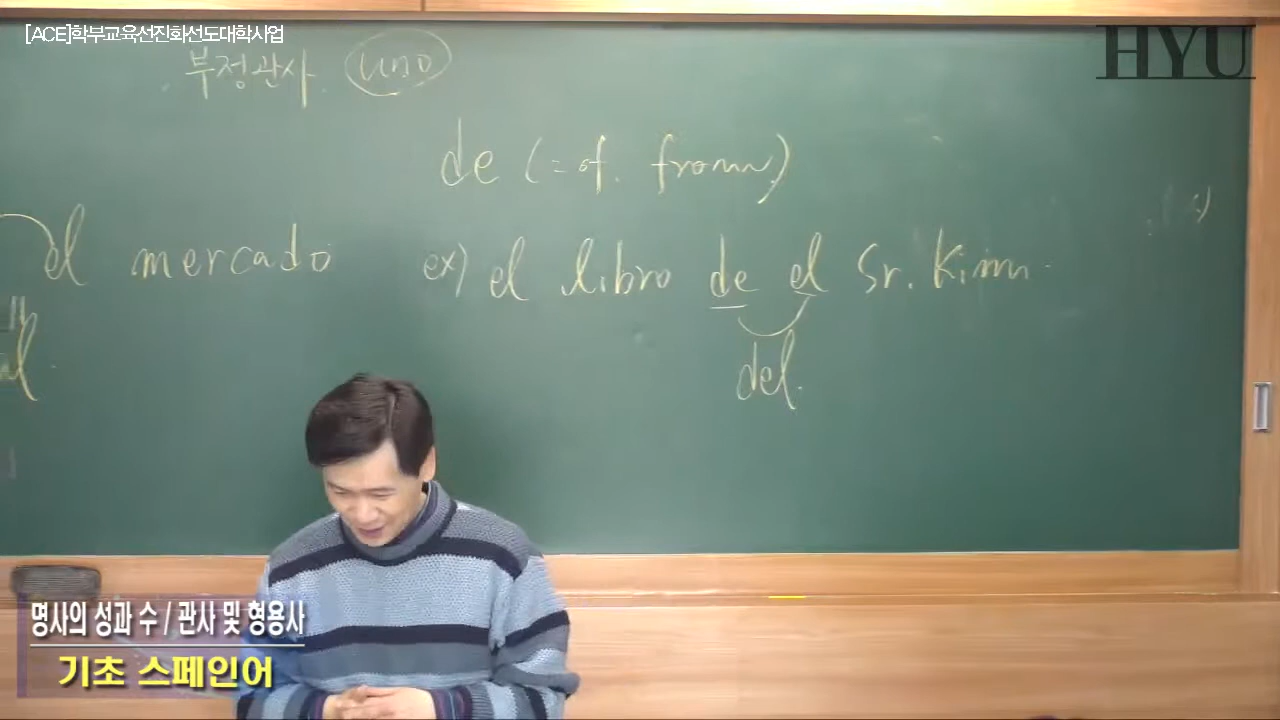 [ACE]학부교육선진화선도대학사업
HYU
부정관사. uno
de (= of. from)
el mercado
al.
ex) el libro de el Sr. Kim.
del.
명사의 성과 수 / 관사 및 형용사
기초 스페인어